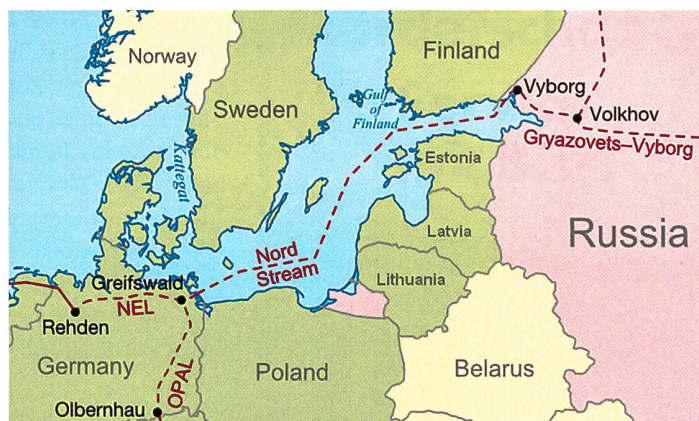 Norway
Sweden
Finland
Gulf
of
Finland
Vyborg
Volkhov
Gryazovets–Vyborg
Kattegat
Estonia
Latvia
Lithuania
Russia
Nord
Stream
Greifswald
NEL
Rehden
Germany
OPAL
Olbernhau
Poland
Belarus